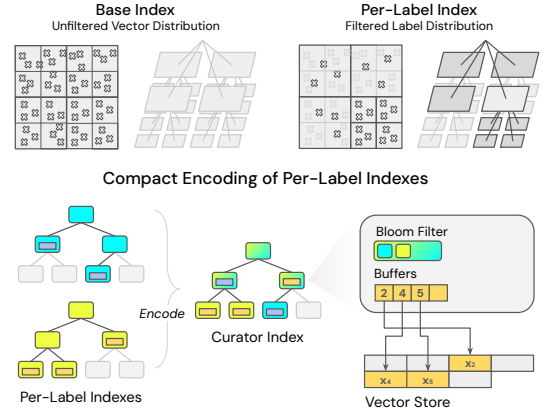 Base Index
Unfiltered Vector Distribution
Per-Label Index
Filtered Label Distribution
Compact Encoding of Per-Label Indexes
Encode
Per-Label Indexes
Curator Index
Bloom Filter
Buffers
2 4 5
x₂
x₄ x₅
Vector Store